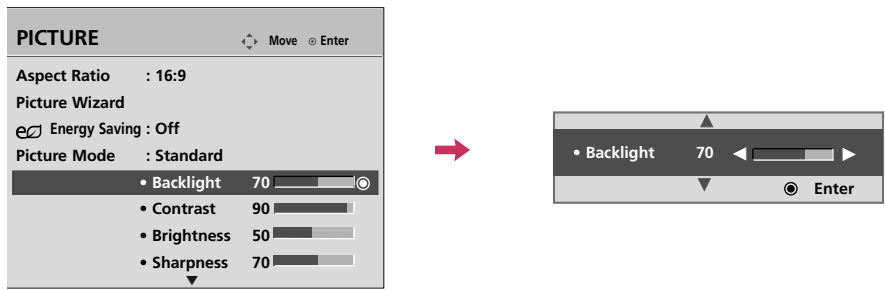 PICTURE Move Enter
Aspect Ratio : 16:9
Picture Wizard
Energy Saving : Off
Picture Mode : Standard
• Backlight 70
• Contrast 90
• Brightness 50
• Sharpness 70
• Backlight 70
Enter